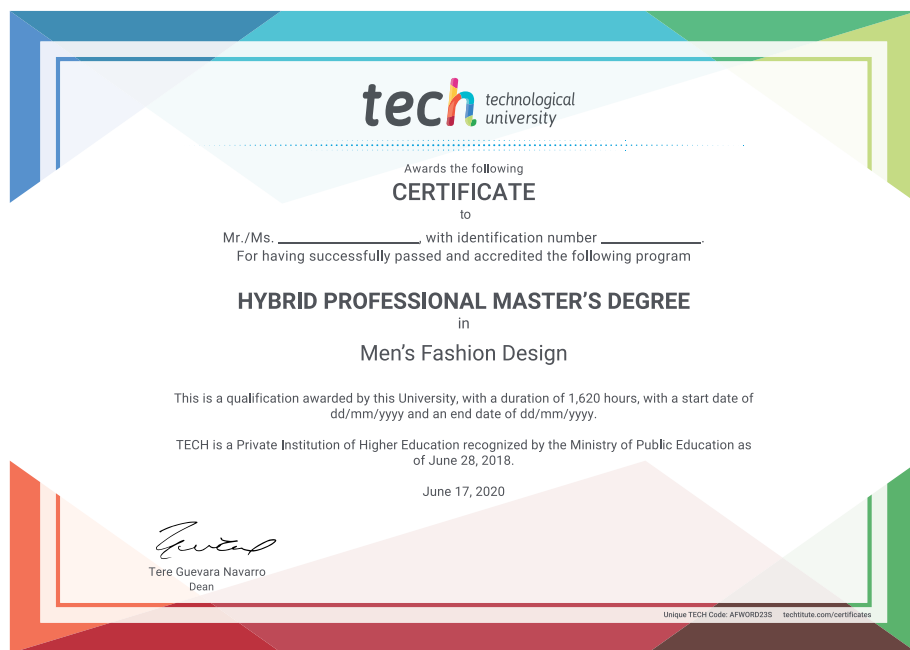 tech technological
university
Awards the following
CERTIFICATE
to
Mr./Ms. ____________________, with identification number ______________.
For having successfully passed and accredited the following program
HYBRID PROFESSIONAL MASTER’S DEGREE
in
Men’s Fashion Design
This is a qualification awarded by this University, with a duration of 1,620 hours, with a start date of
dd/mm/yyyy and an end date of dd/mm/yyyy.
TECH is a Private Institution of Higher Education recognized by the Ministry of Public Education as
of June 28, 2018.
June 17, 2020
Tere Guevara Navarro
Dean
Unique TECH Code: AFWORD23S techtitute.com/certificates